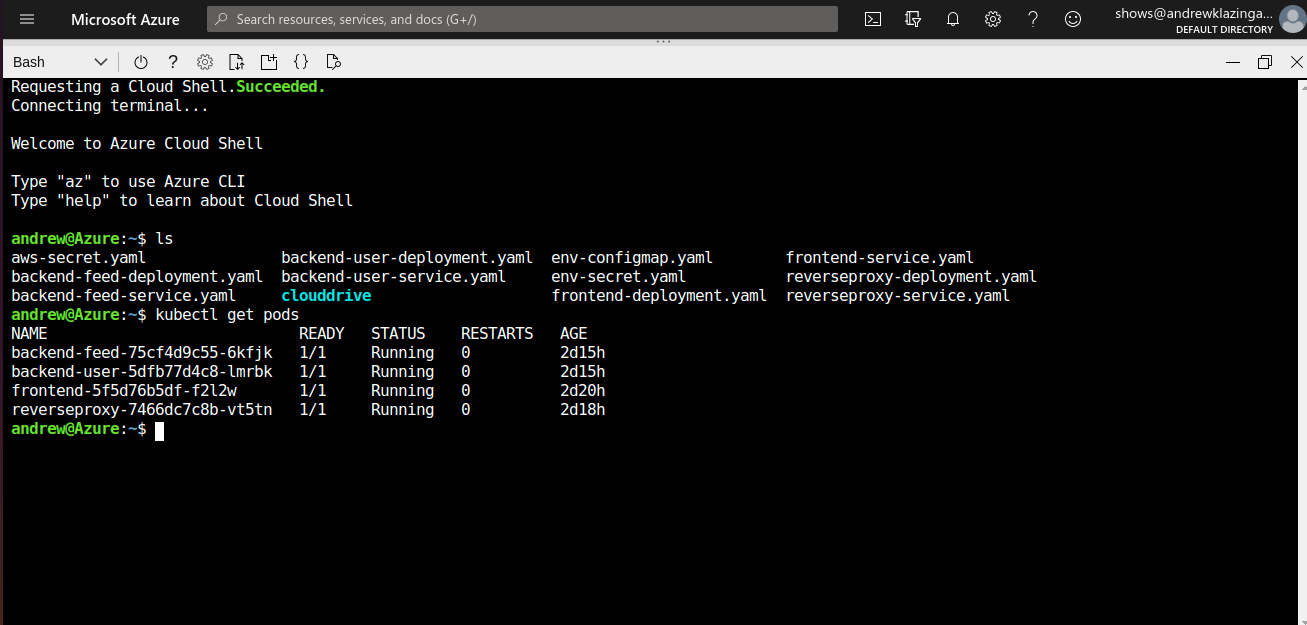 Microsoft Azure
Search resources, services, and docs (G+/)
shows@andrewklazinga...
DEFAULT DIRECTORY
Bash
Requesting a Cloud Shell.Succeeded.
Connecting terminal...
Welcome to Azure Cloud Shell
Type "az" to use Azure CLI
Type "help" to learn about Cloud Shell
andrew@Azure:~$ ls
aws-secret.yaml backend-user-deployment.yaml env-configmap.yaml frontend-service.yaml
backend-feed-deployment.yaml backend-user-service.yaml env-secret.yaml reverseproxy-deployment.yaml
backend-feed-service.yaml clouddrive frontend-deployment.yaml reverseproxy-service.yaml
andrew@Azure:~$ kubectl get pods
NAME READY STATUS RESTARTS AGE
backend-feed-75cf4d9c55-6kfjk 1/1 Running 0 2d15h
backend-user-5dfb77d4c8-lmrbk 1/1 Running 0 2d15h
frontend-5f5d76b5df-f2l2w 1/1 Running 0 2d20h
reverseproxy-7466dc7c8b-vt5tn 1/1 Running 0 2d18h
andrew@Azure:~$